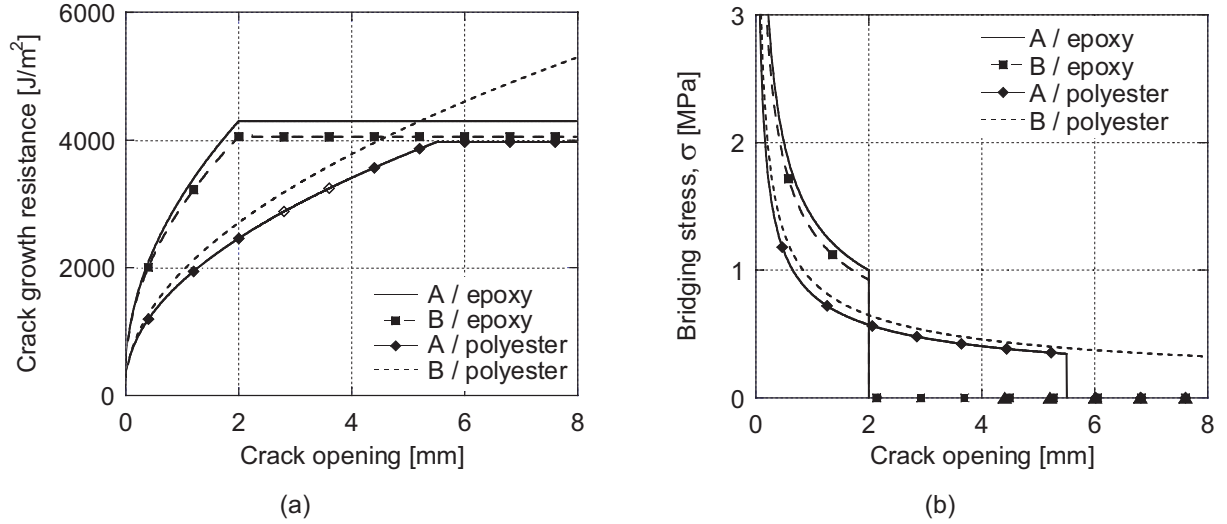 Crack growth resistance [J/m²]
6000
4000
2000
0
0 2 4 6 8
Crack opening [mm]
A / epoxy
B / epoxy
A / polyester
B / polyester
(a)
Bridging stress, σ [MPa]
3
2
1
0
0 2 4 6 8
Crack opening [mm]
A / epoxy
B / epoxy
A / polyester
B / polyester
(b)